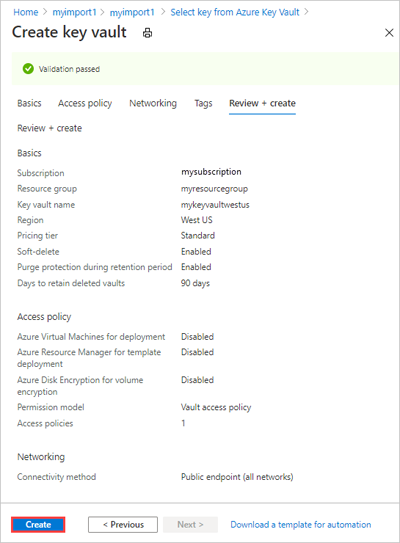 Home > myimport1 > myimport1 > Select key from Azure Key Vault >
Create key vault
Validation passed
Basics Access policy Networking Tags Review + create
Review + create
Basics
Subscription mysubscription
Resource group myresourcegroup
Key vault name mykeyvaultwestus
Region West US
Pricing tier Standard
Soft-delete Enabled
Purge protection during retention period Enabled
Days to retain deleted vaults 90 days
Access policy
Azure Virtual Machines for deployment Disabled
Azure Resource Manager for template Disabled
deployment
Azure Disk Encryption for volume Disabled
encryption
Permission model Vault access policy
Access policies 1
Networking
Connectivity method Public endpoint (all networks)
Create < Previous Next > Download a template for automation